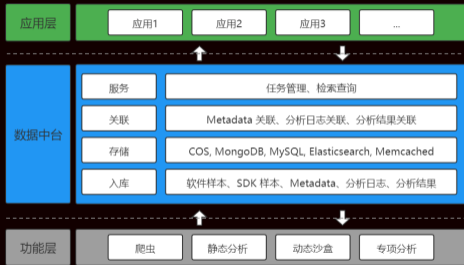 应用层
应用1
应用2
应用3
...
数据中台
服务
任务管理、检索查询
关联
Metadata 关联、分析日志关联、分析结果关联
存储
COS, MongoDB, MySQL, Elasticsearch, Memcached
入库
软件样本、SDK 样本、Metadata、分析日志、分析结果
功能层
爬虫
静态分析
动态沙盒
专项分析